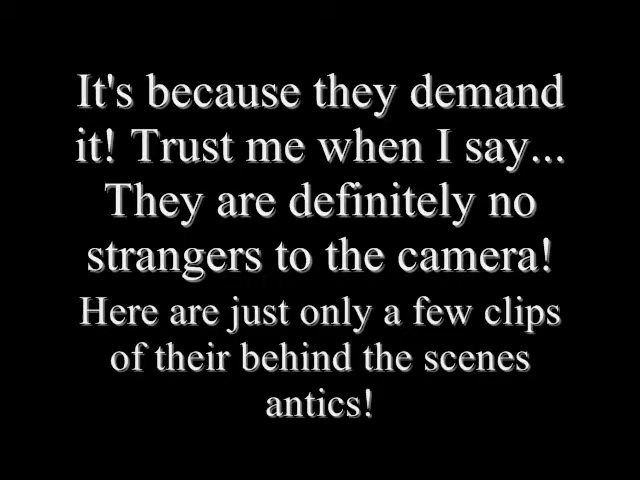 It's because they demand
it! Trust me when I say...
They are definitely no
strangers to the camera!
Here are just only a few clips
of their behind the scenes
antics!